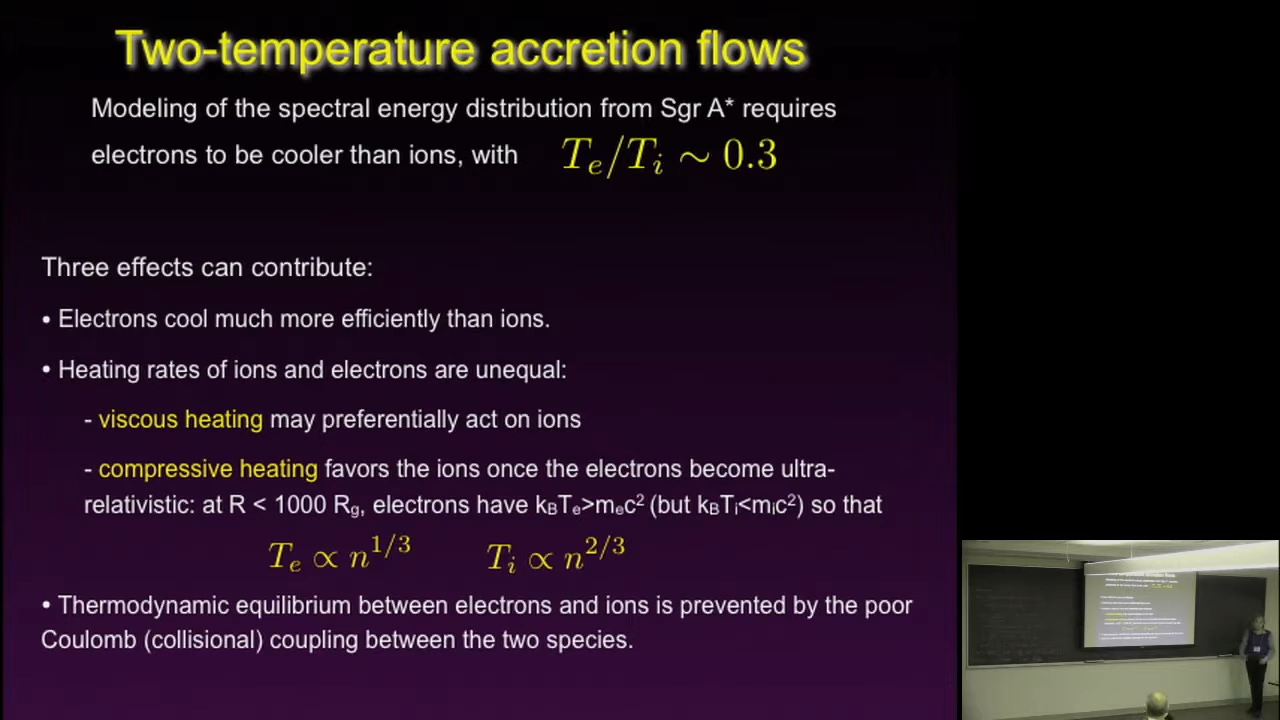 Two-temperature accretion flows
Modeling of the spectral energy distribution from Sgr A* requires
electrons to be cooler than ions, with T_e/T_i ∼ 0.3
Three effects can contribute:
• Electrons cool much more efficiently than ions.
• Heating rates of ions and electrons are unequal:
- viscous heating may preferentially act on ions
- compressive heating favors the ions once the electrons become ultra-
relativistic: at R < 1000 R_g, electrons have k_BT_e>m_ec² (but k_BT_i<m_ic²) so that
T_e ∝ n^{1/3} T_i ∝ n^{2/3}
• Thermodynamic equilibrium between electrons and ions is prevented by the poor
Coulomb (collisional) coupling between the two species.